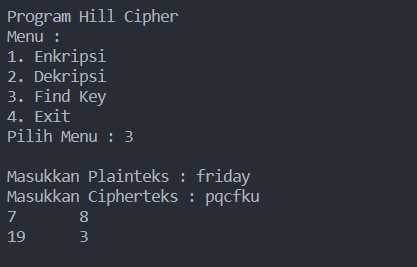 Program Hill Cipher
Menu :
1. Enkripsi
2. Dekripsi
3. Find Key
4. Exit
Pilih Menu : 3
Masukkan Plainteks : friday
Masukkan Cipherteks : pqcfku
7 8
19 3